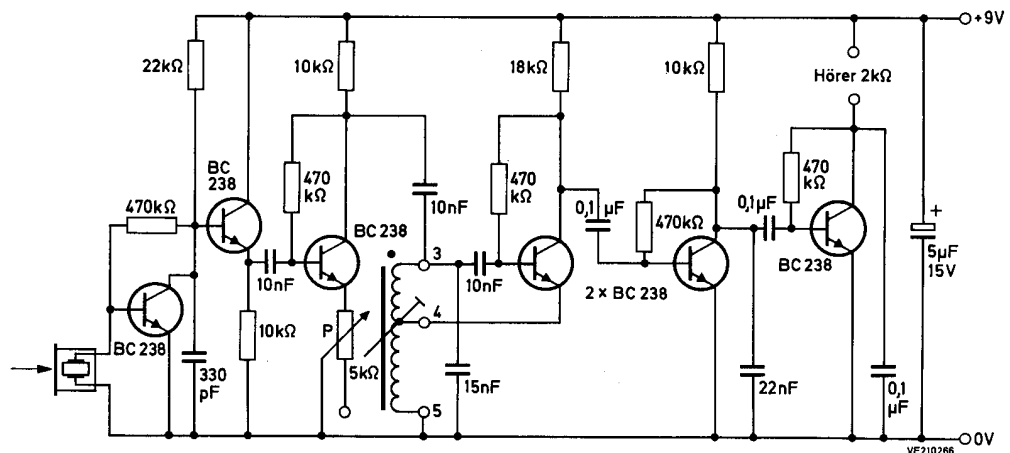 +9V
22kΩ
10kΩ
18kΩ
10kΩ
Hörer 2kΩ
BC
238
470
kΩ
10nF
470
kΩ
0,1 µF
470kΩ
0,1µF
470
kΩ
+
5µF
15V
470kΩ
BC 238
3
10nF
10nF
2 × BC 238
BC 238
BC 238
10kΩ
P
5kΩ
4
330
pF
15nF
22nF
0,1
µF
5
0V
VE210266